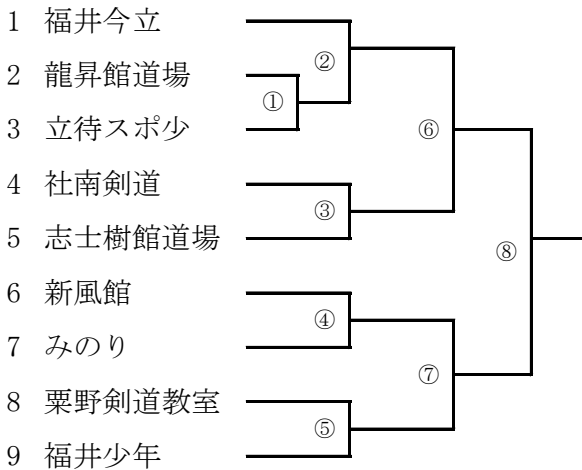 1 福井今立
②
2 龍昇館道場
①
3 立待スポ少
⑥
4 社南剣道
③
5 志士樹館道場
⑧
6 新風館
④
7 みのり
⑦
8 粟野剣道教室
⑤
9 福井少年